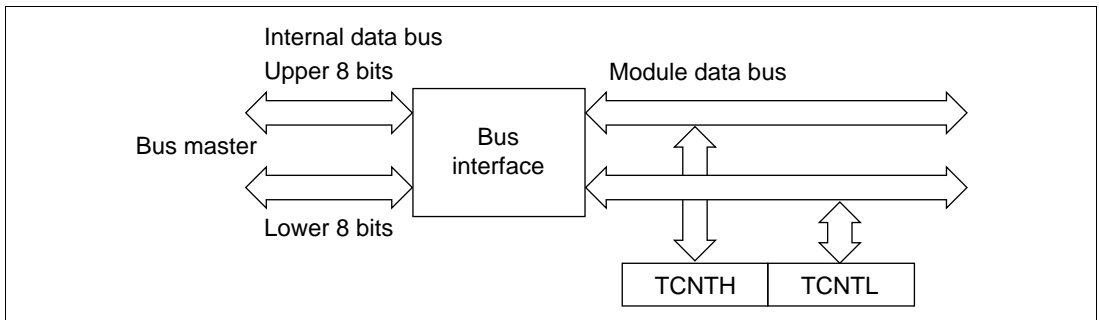 Internal data bus
Upper 8 bits
Module data bus
Bus
interface
Bus master
Lower 8 bits
TCNTH
TCNTL